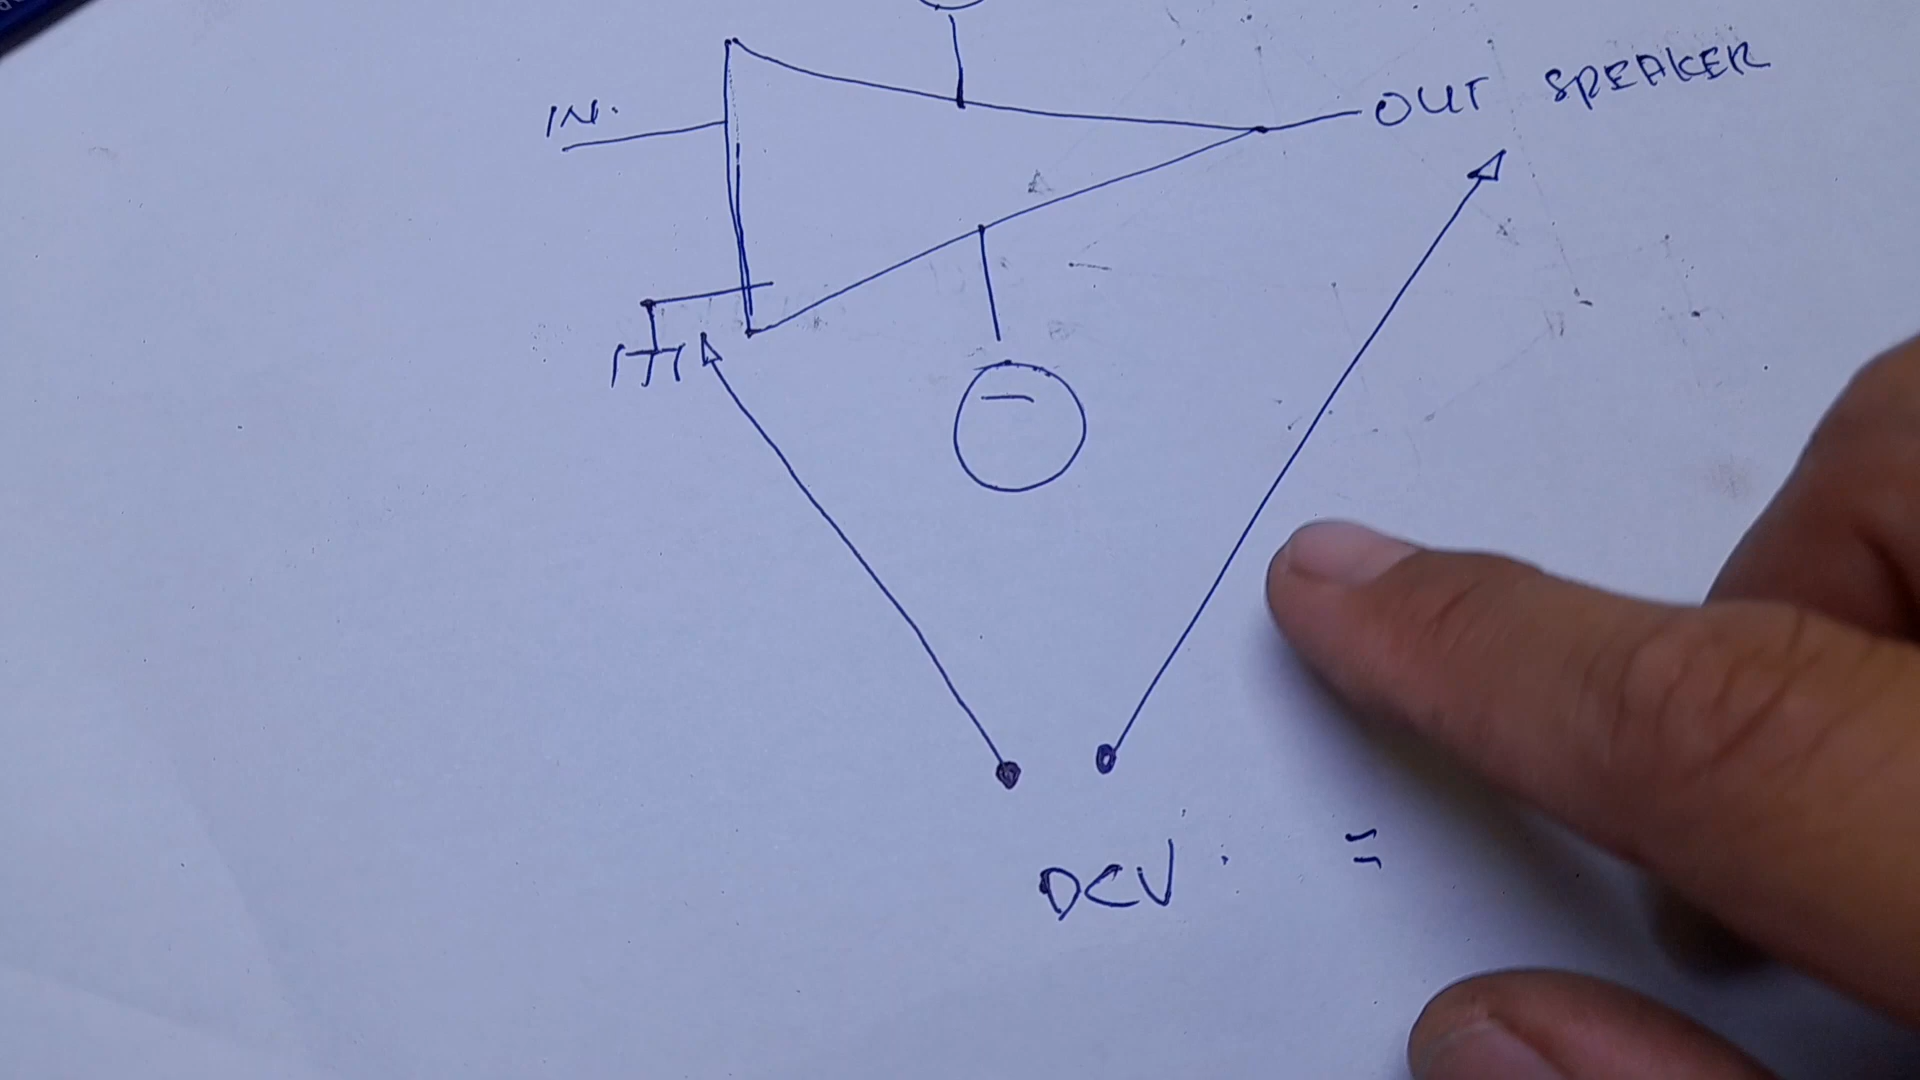 IN.
OUT SPEAKER
-
DCV. =